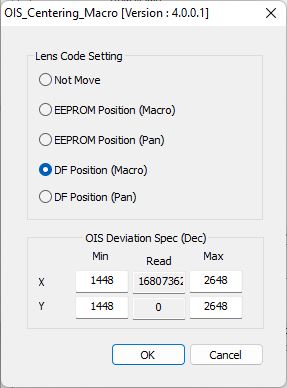 OIS_Centering_Macro [Version : 4.0.0.1]
Lens Code Setting
Not Move
EEPROM Position (Macro)
EEPROM Position (Pan)
DF Position (Macro)
DF Position (Pan)
OIS Deviation Spec (Dec)
Min Read Max
X 1448 16807362 2648
Y 1448 0 2648
OK Cancel